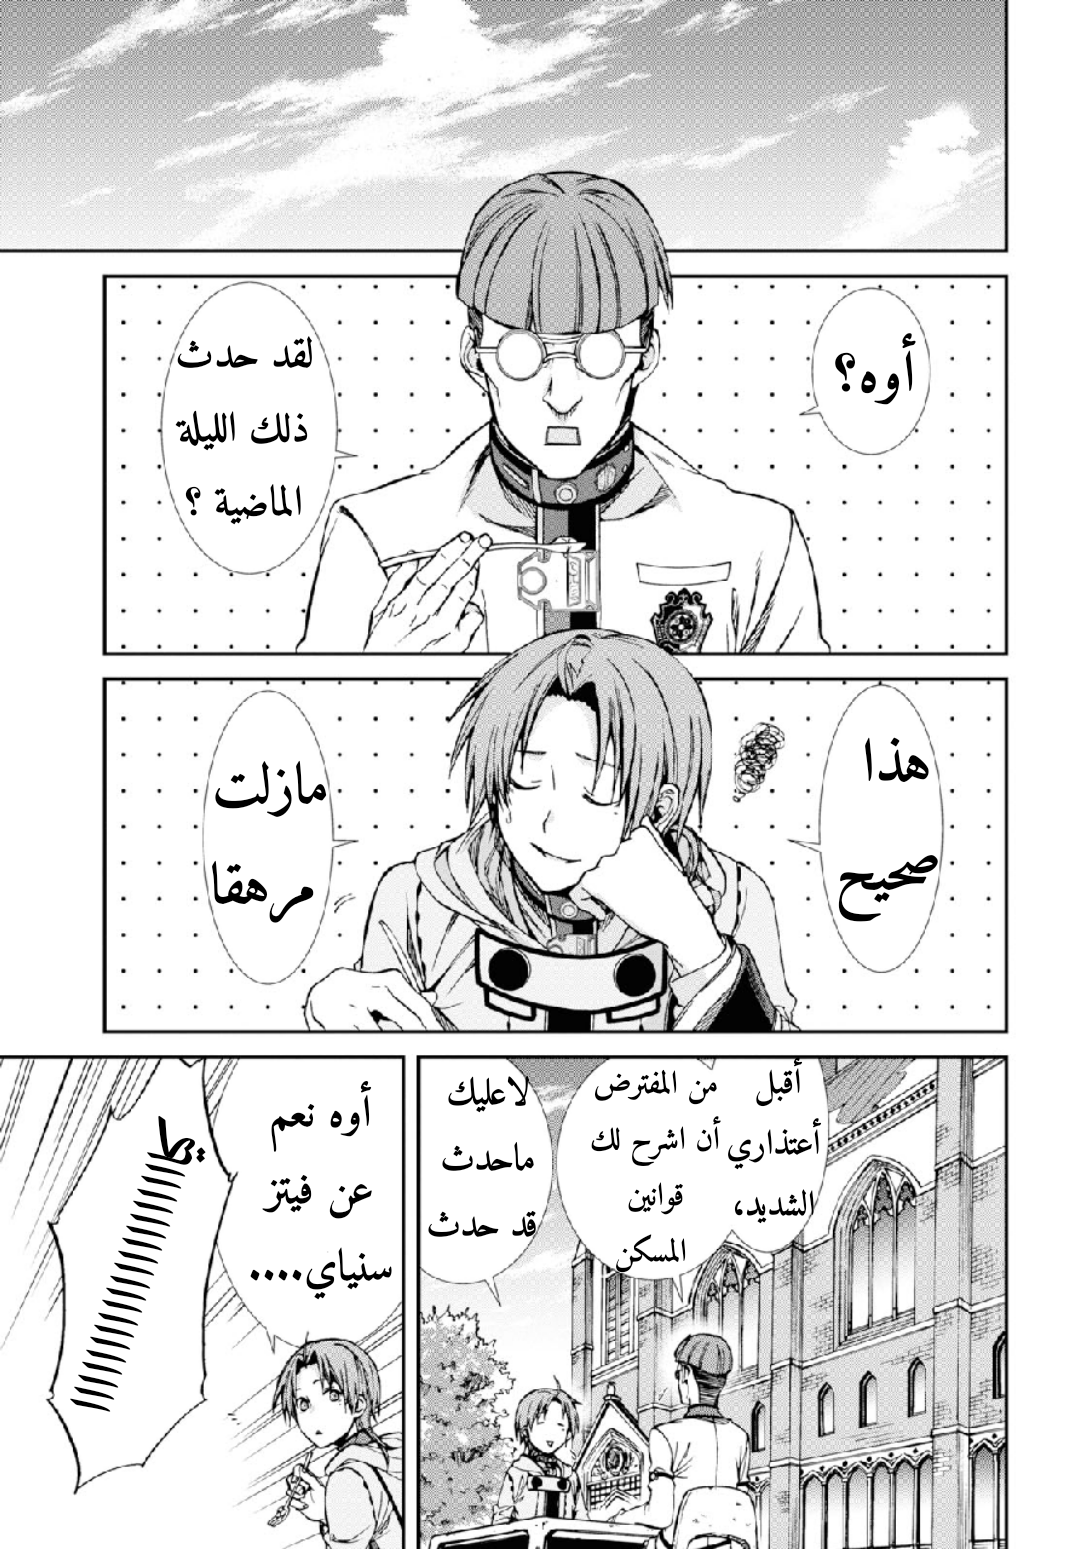 أوه؟
لقد حدث
ذلك الليلة
الماضية ؟
هذا
صحيح
مازلت
مرهقا
أقبل
أعتذاري
الشديد،
من المفترض
أن اشرح لك
قوانين
المسكن
لاعليك
ماحدث
قد حدث
أوه نعم
عن فيتز
سنياي....